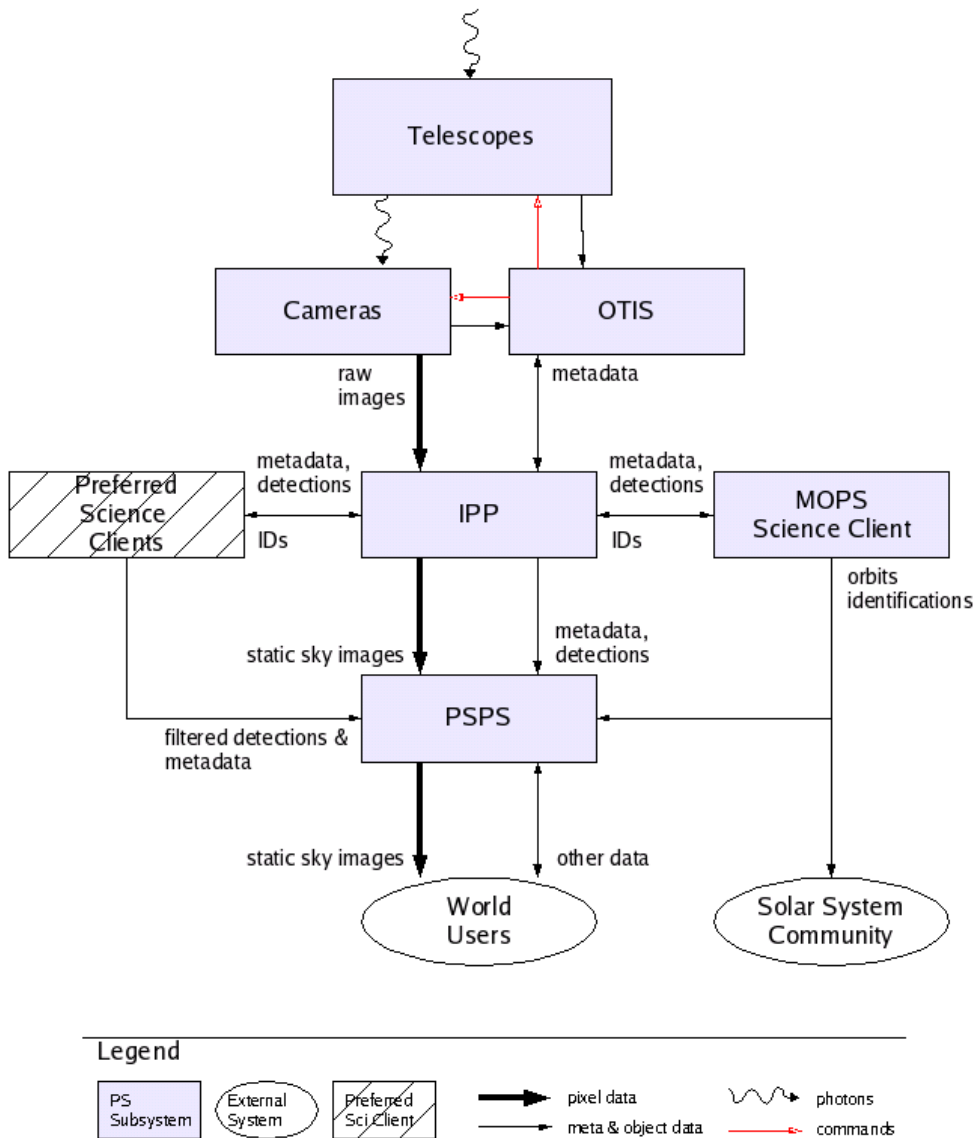 Telescopes
Cameras
OTIS
raw
images
metadata
metadata,
detections
metadata,
detections
Preferred
Science
Clients
IPP
MOPS
Science Client
IDs
IDs
orbits
identifications
static sky images
metadata,
detections
PSPS
filtered detections &
metadata
static sky images
other data
World
Users
Solar System
Community
Legend
PS
Subsystem
External
System
Preferred
Sci Client
pixel data
photons
meta & object data
commands